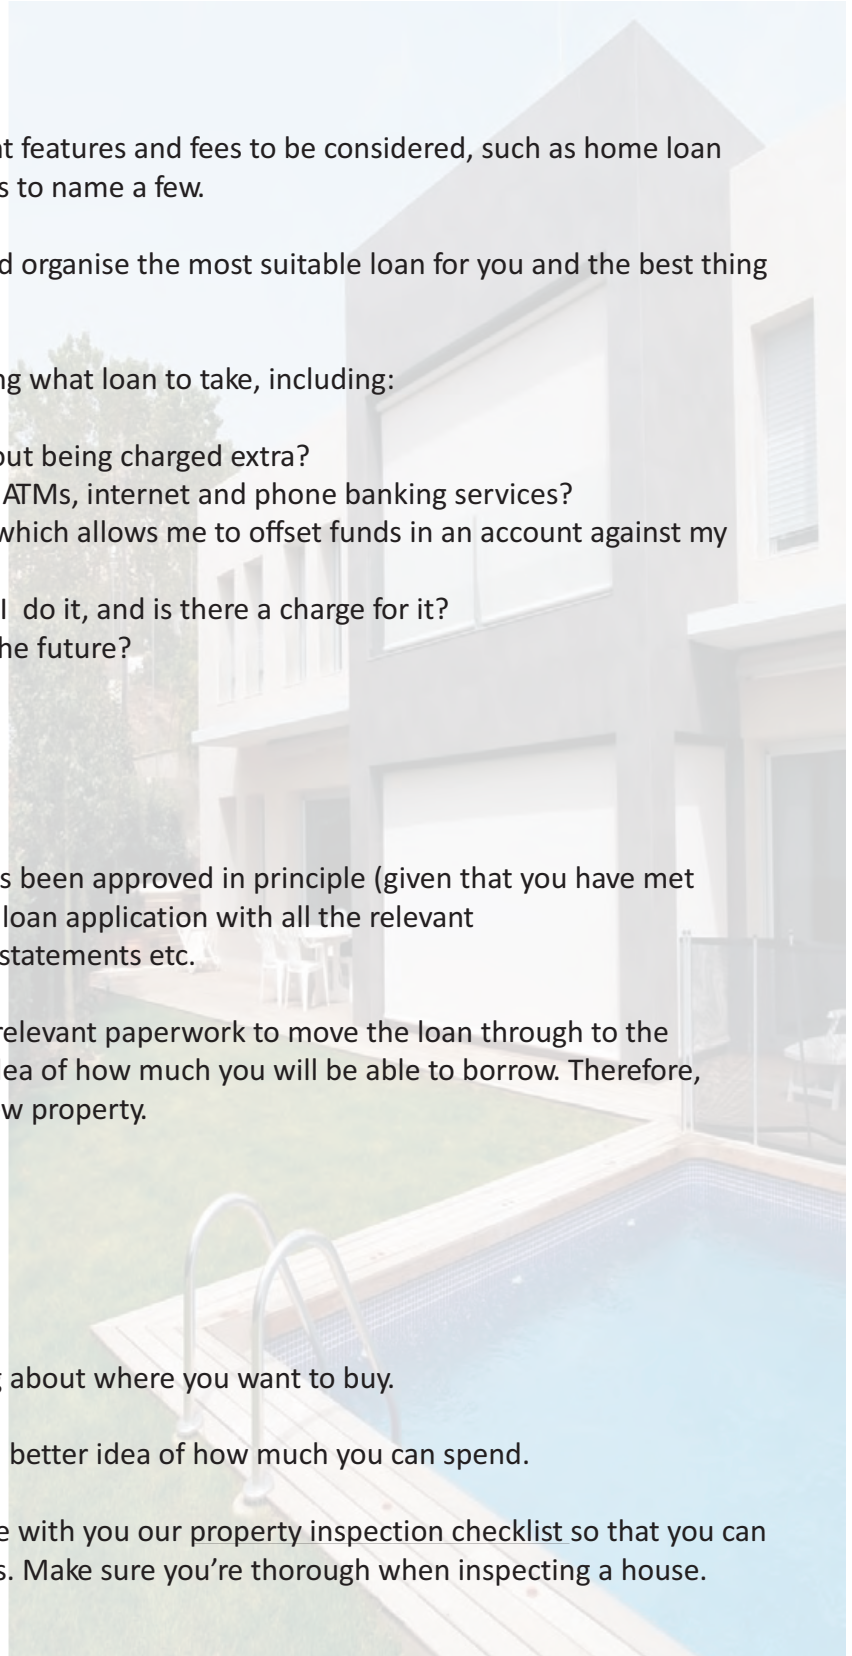 t features and fees to be considered, such as home loan
s to name a few.
d organise the most suitable loan for you and the best thing
ng what loan to take, including:
out being charged extra?
ATMs, internet and phone banking services?
which allows me to offset funds in an account against my
I do it, and is there a charge for it?
he future?
s been approved in principle (given that you have met
loan application with all the relevant
statements etc.
relevant paperwork to move the loan through to the
dea of how much you will be able to borrow. Therefore,
w property.
g about where you want to buy.
better idea of how much you can spend.
e with you our property inspection checklist so that you can
s. Make sure you’re thorough when inspecting a house.